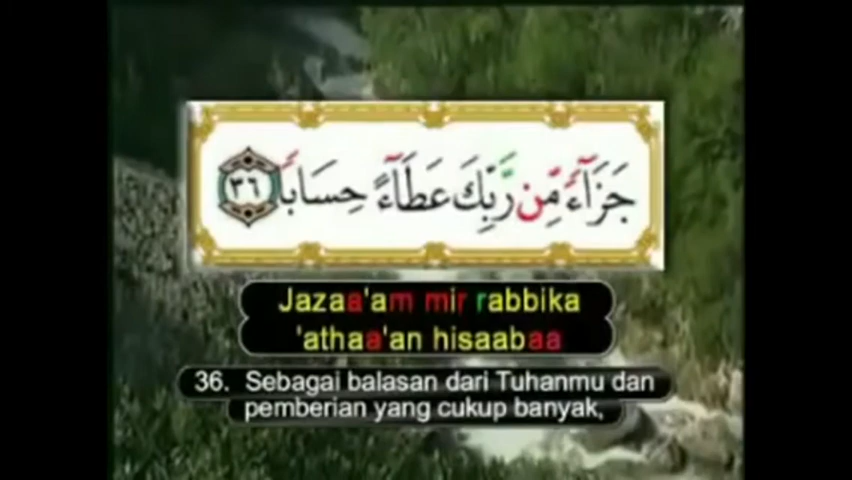 جَزَآءً مِّن رَّبِّكَ عَطَآءً حِسَابًا ٣٦
Jazaa'am mir rabbika
'athaa'an hisaabaa
36. Sebagai balasan dari Tuhanmu dan
pemberian yang cukup banyak,